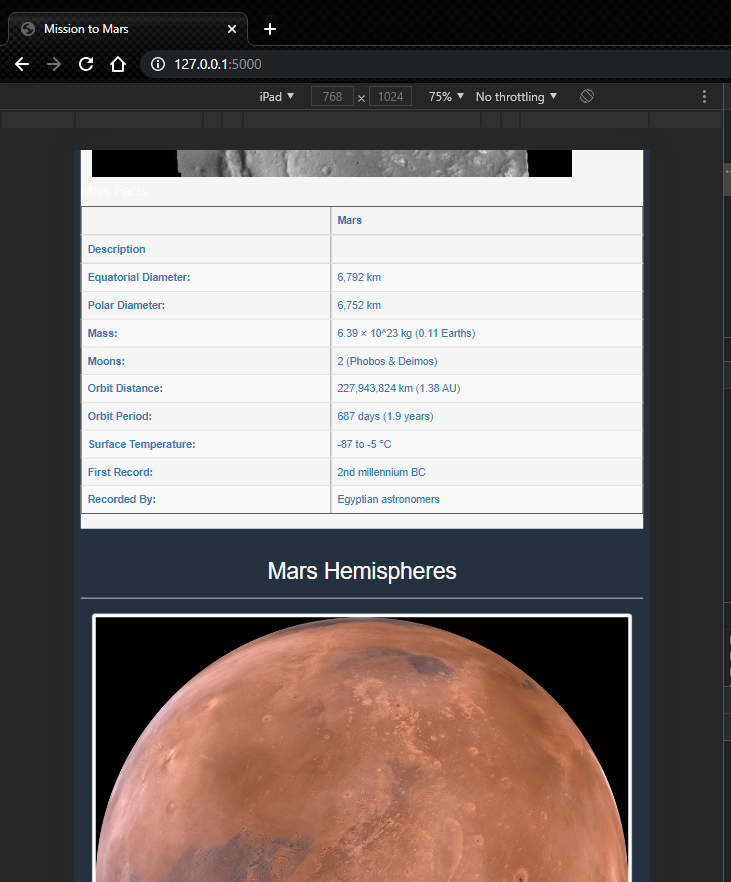 Mission to Mars
127.0.0.1:5000
iPad 768 × 1024 75% No throttling
Mars Facts
Mars
Description
Equatorial Diameter: 6,792 km
Polar Diameter: 6,752 km
Mass: 6.39 × 10^23 kg (0.11 Earths)
Moons: 2 (Phobos & Deimos)
Orbit Distance: 227,943,824 km (1.38 AU)
Orbit Period: 687 days (1.9 years)
Surface Temperature: -87 to -5 °C
First Record: 2nd millennium BC
Recorded By: Egyptian astronomers
Mars Hemispheres